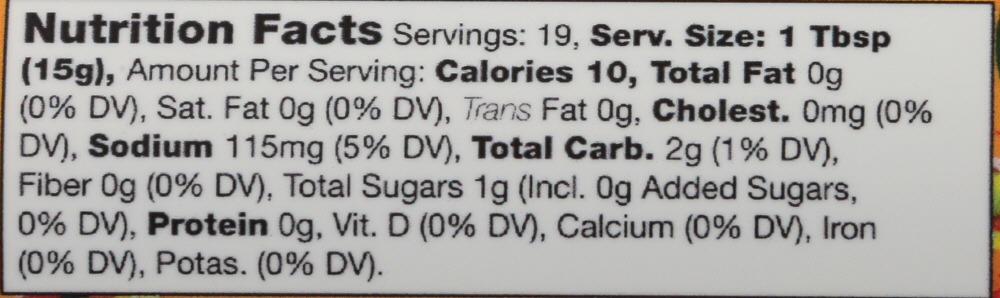 Nutrition Facts Servings: 19, Serv. Size: 1 Tbsp
(15g), Amount Per Serving: Calories 10, Total Fat 0g
(0% DV), Sat. Fat 0g (0% DV), Trans Fat 0g, Cholest. 0mg (0%
DV), Sodium 115mg (5% DV), Total Carb. 2g (1% DV),
Fiber 0g (0% DV), Total Sugars 1g (Incl. 0g Added Sugars,
0% DV), Protein 0g, Vit. D (0% DV), Calcium (0% DV), Iron
(0% DV), Potas. (0% DV).